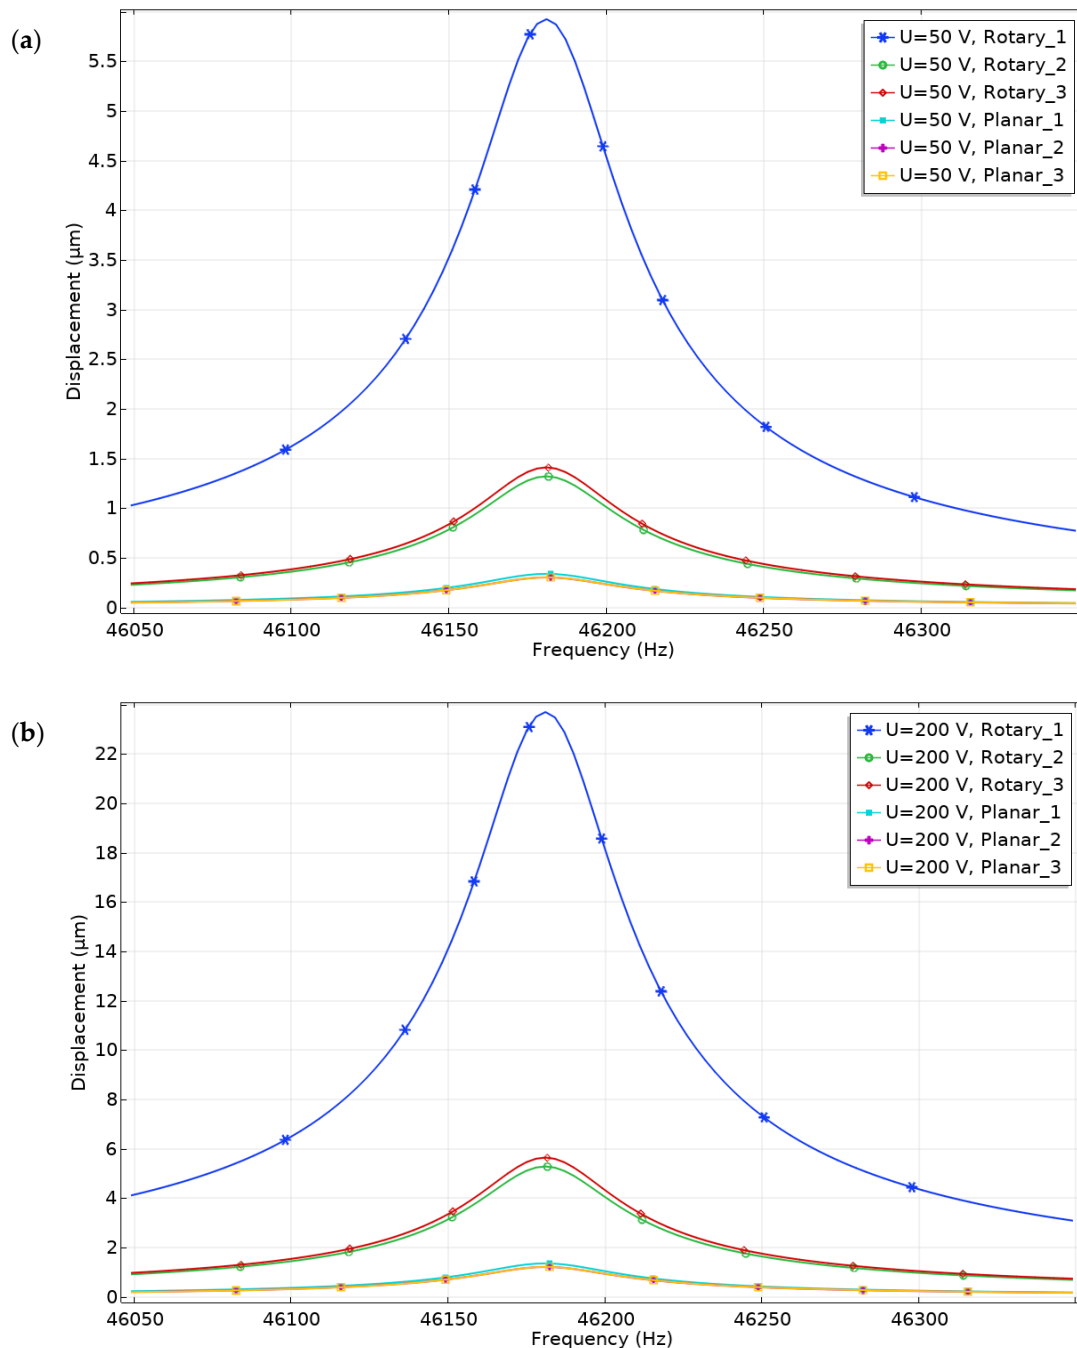 (a)
U=50 V, Rotary_1
U=50 V, Rotary_2
U=50 V, Rotary_3
U=50 V, Planar_1
U=50 V, Planar_2
U=50 V, Planar_3
Displacement (µm)
5.5
5
4.5
4
3.5
3
2.5
2
1.5
1
0.5
0
46050 46100 46150 46200 46250 46300
Frequency (Hz)
(b)
U=200 V, Rotary_1
U=200 V, Rotary_2
U=200 V, Rotary_3
U=200 V, Planar_1
U=200 V, Planar_2
U=200 V, Planar_3
Displacement (µm)
22
20
18
16
14
12
10
8
6
4
2
0
46050 46100 46150 46200 46250 46300
Frequency (Hz)